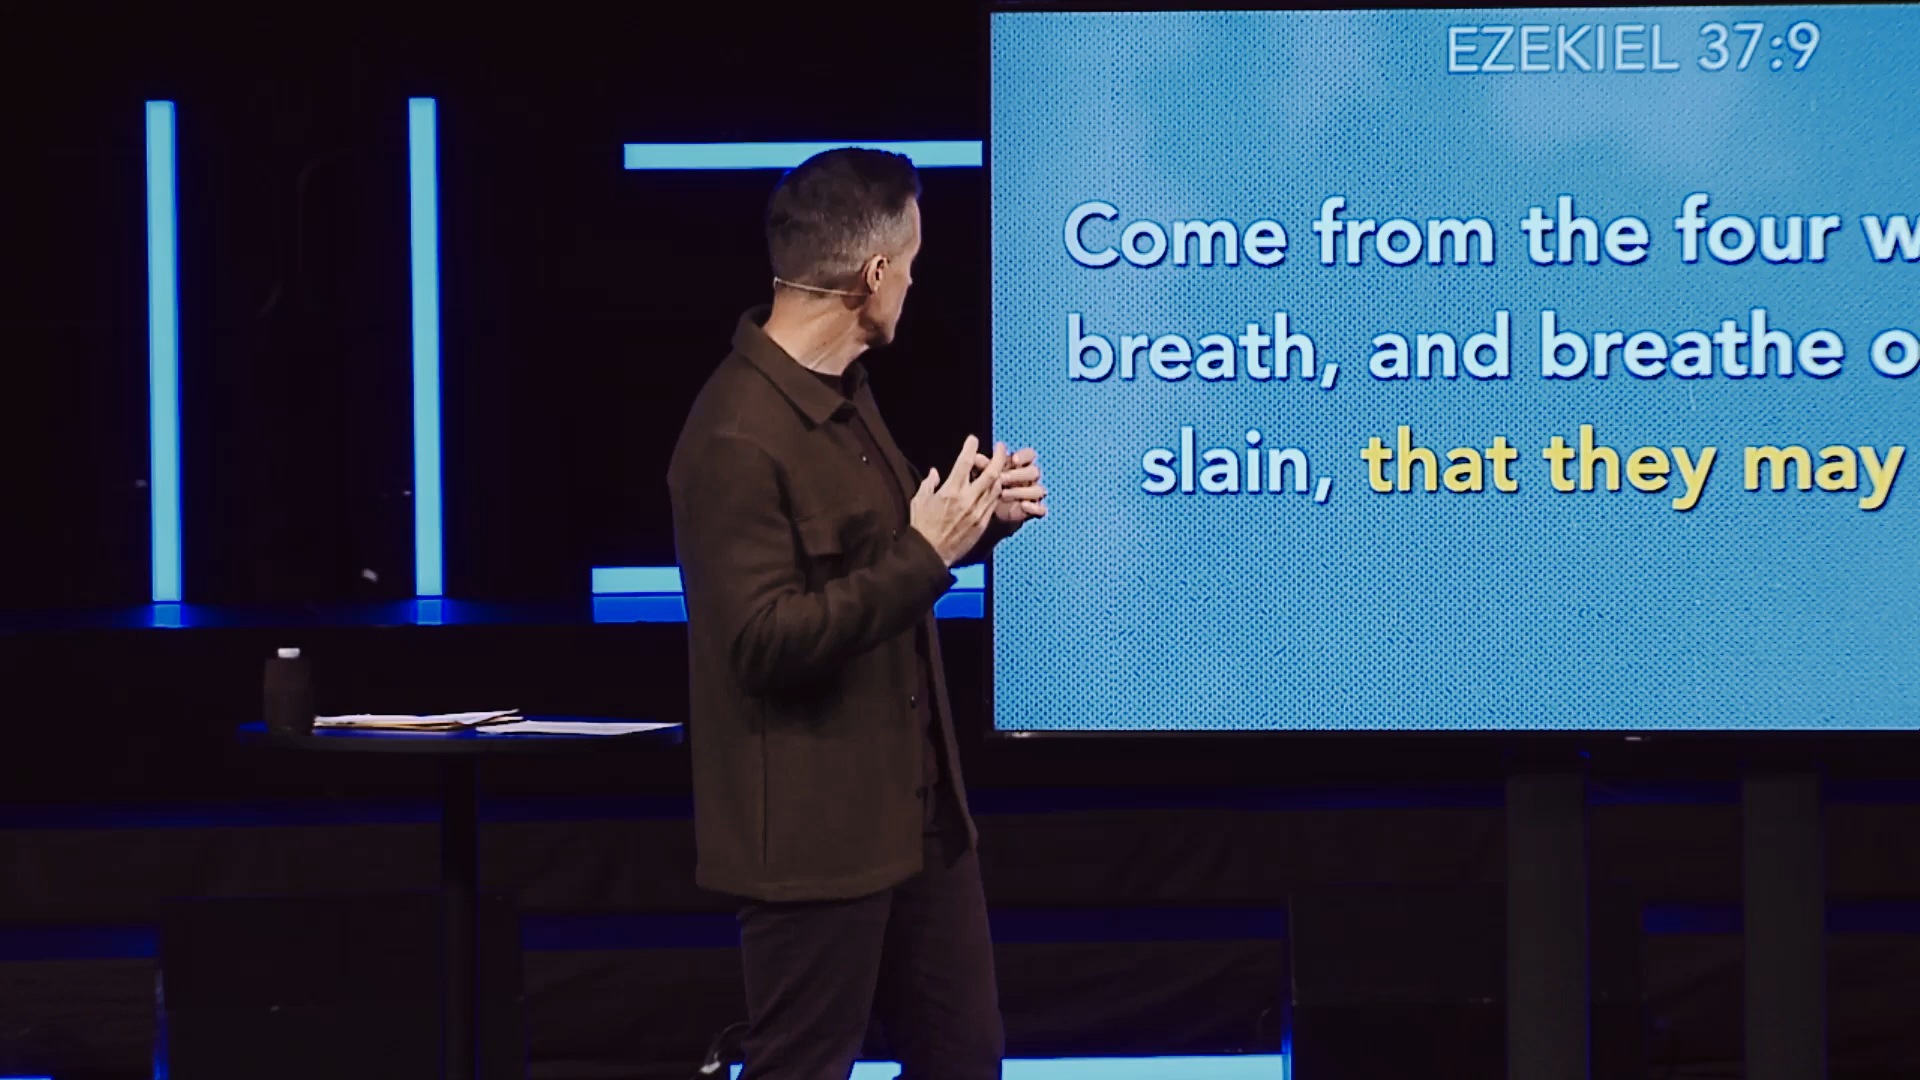 EZEKIEL 37:9
Come from the four
breath, and breathe
slain, that they may